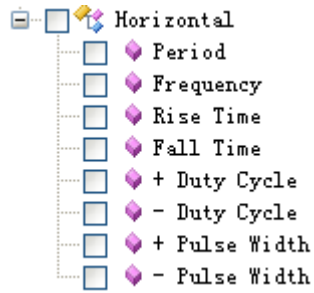 Horizontal
Period
Frequency
Rise Time
Fall Time
+ Duty Cycle
- Duty Cycle
+ Pulse Width
- Pulse Width